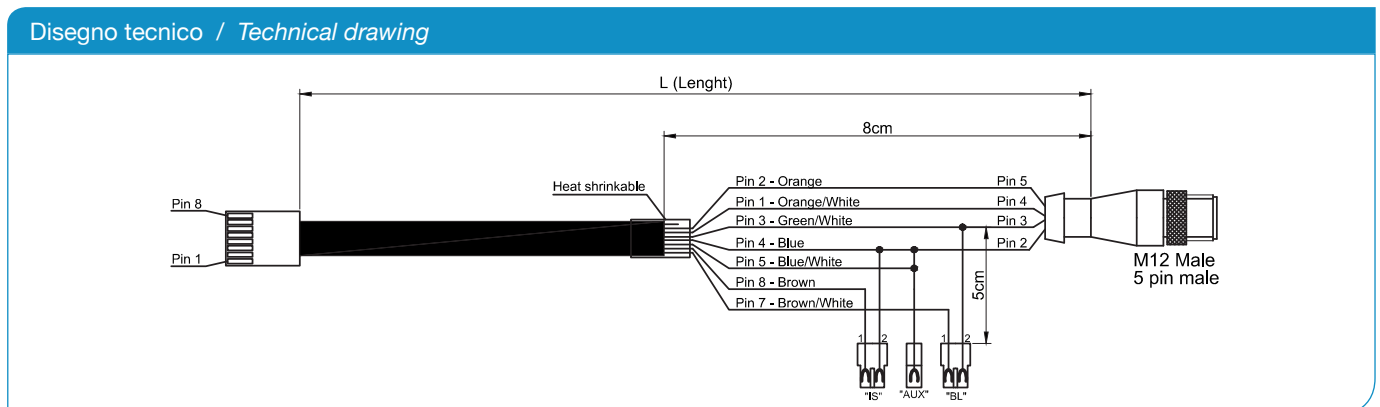 Disegno tecnico / Technical drawing
L (Lenght)
8cm
Heat shrinkable
Pin 8
Pin 1
Pin 2 - Orange
Pin 5
Pin 1 - Orange/White
Pin 4
Pin 3 - Green/White
Pin 3
Pin 4 - Blue
Pin 2
Pin 5 - Blue/White
Pin 8 - Brown
Pin 7 - Brown/White
M12 Male
5 pin male
5cm
1 2
1 2
"IS"
"AUX"
"BL"